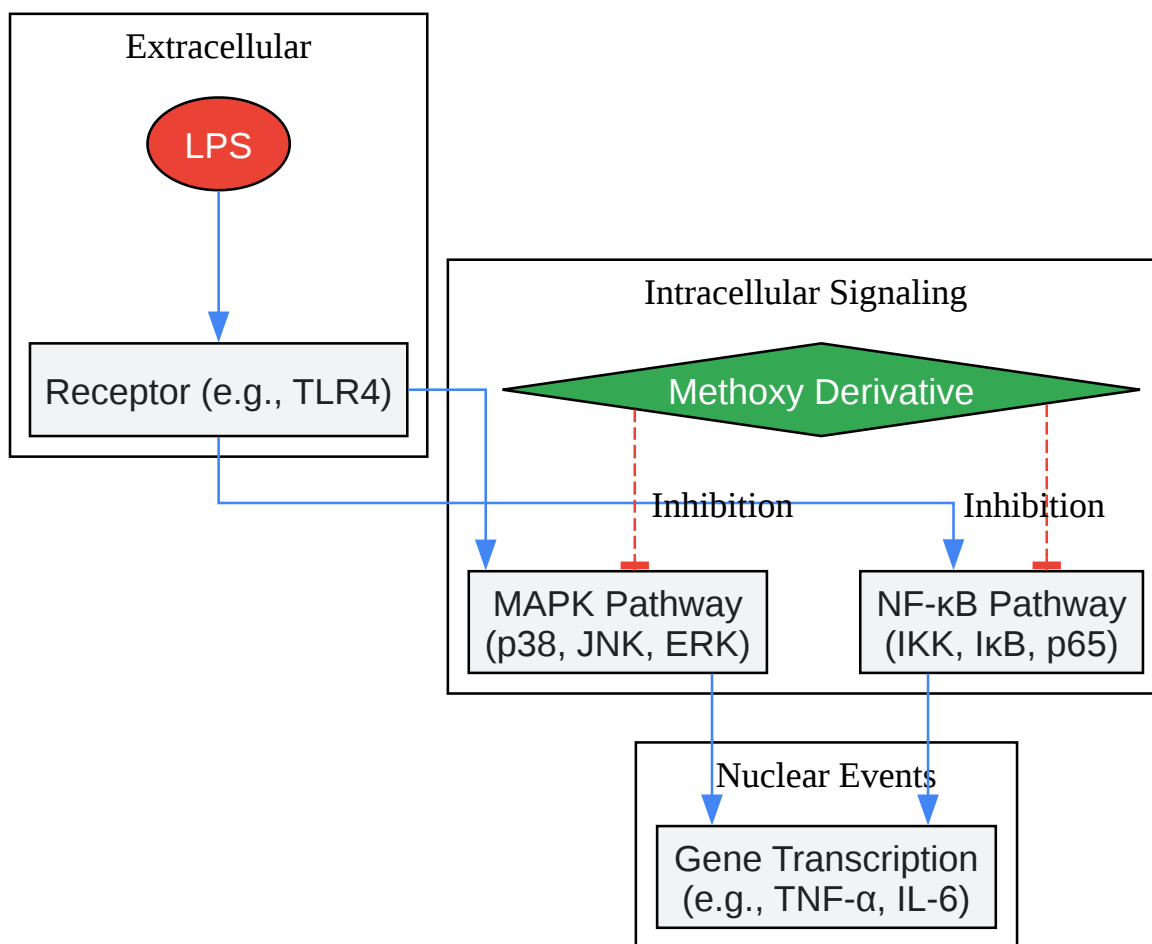 Extracellular
LPS
Receptor (e.g., TLR4)
Intracellular Signaling
Methoxy Derivative
Inhibition
Inhibition
MAPK Pathway
(p38, JNK, ERK)
NF-κB Pathway
(IKK, IκB, p65)
Nuclear Events
Gene Transcription
(e.g., TNF-α, IL-6)